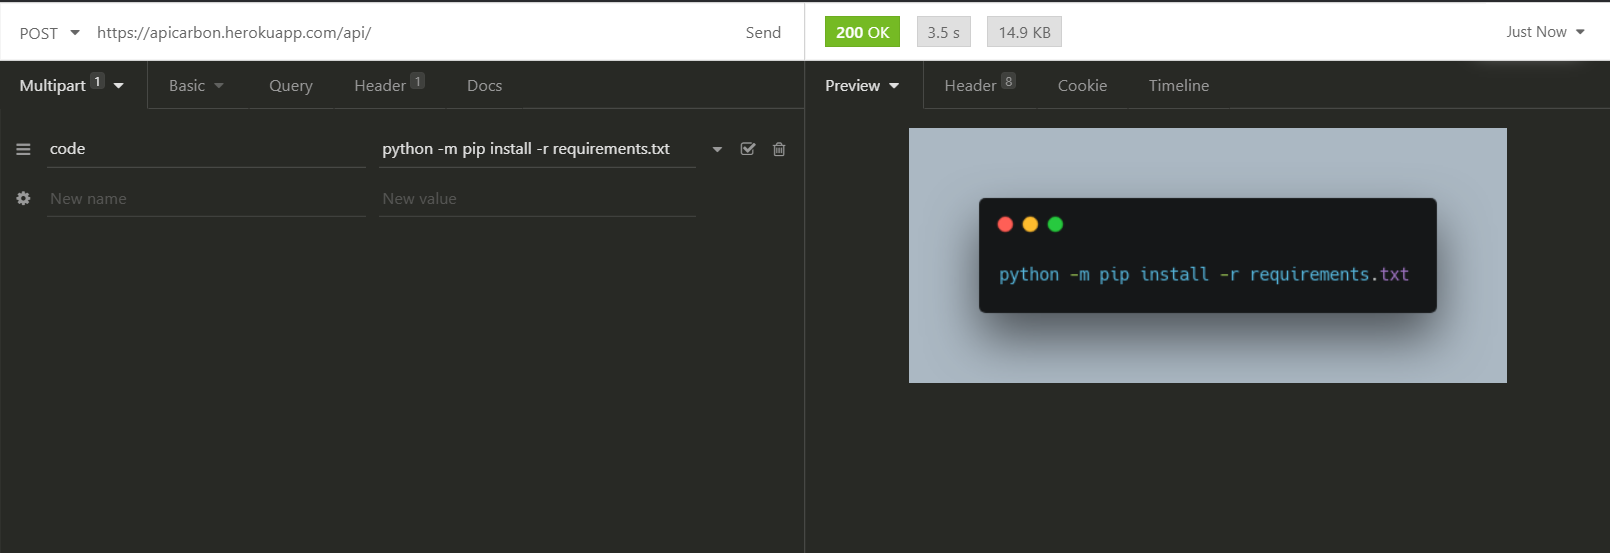 POST https://apicarbon.herokuapp.com/api/ Send
200 OK 3.5 s 14.9 KB Just Now
Multipart 1 Basic Query Header 1 Docs
Preview Header 8 Cookie Timeline
code python -m pip install -r requirements.txt
New name New value
python -m pip install -r requirements.txt